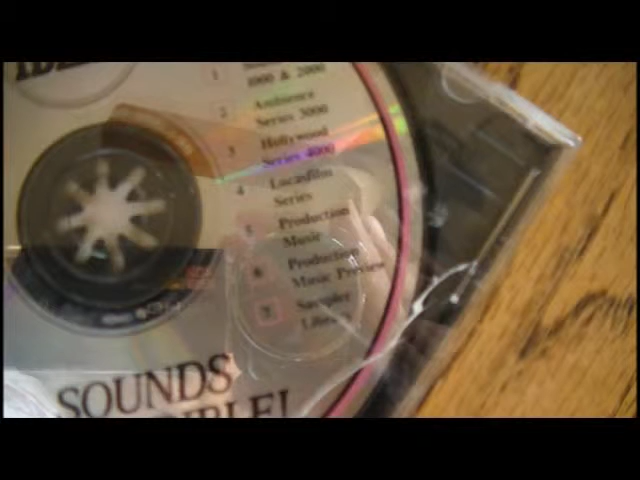 1
1000 & 2000
2 Ambience
Series 3000
3 Hollywood
Series 4000
4 Lucasfilm
Series
5 Production
Music
6 Production
Music Preview
7 Sampler
Library
SOUNDS